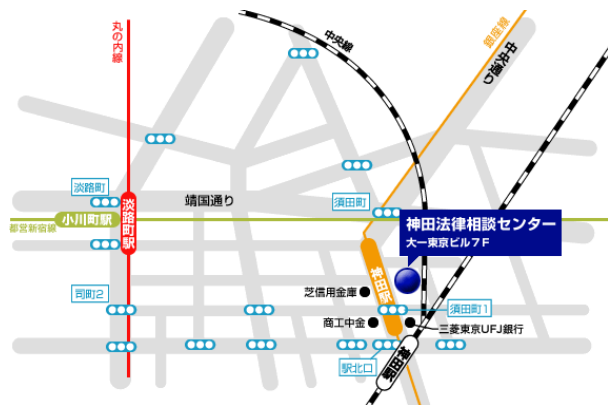 丸の内線
中央線
銀座線
中央通り
淡路町
靖国通り
須田町
小川町駅
淡路町駅
都営新宿線
神田法律相談センター
大一東京ビル7F
神田駅
司町2
芝信用金庫
須田町1
商工中金
三菱東京UFJ銀行
駅北口
神田駅